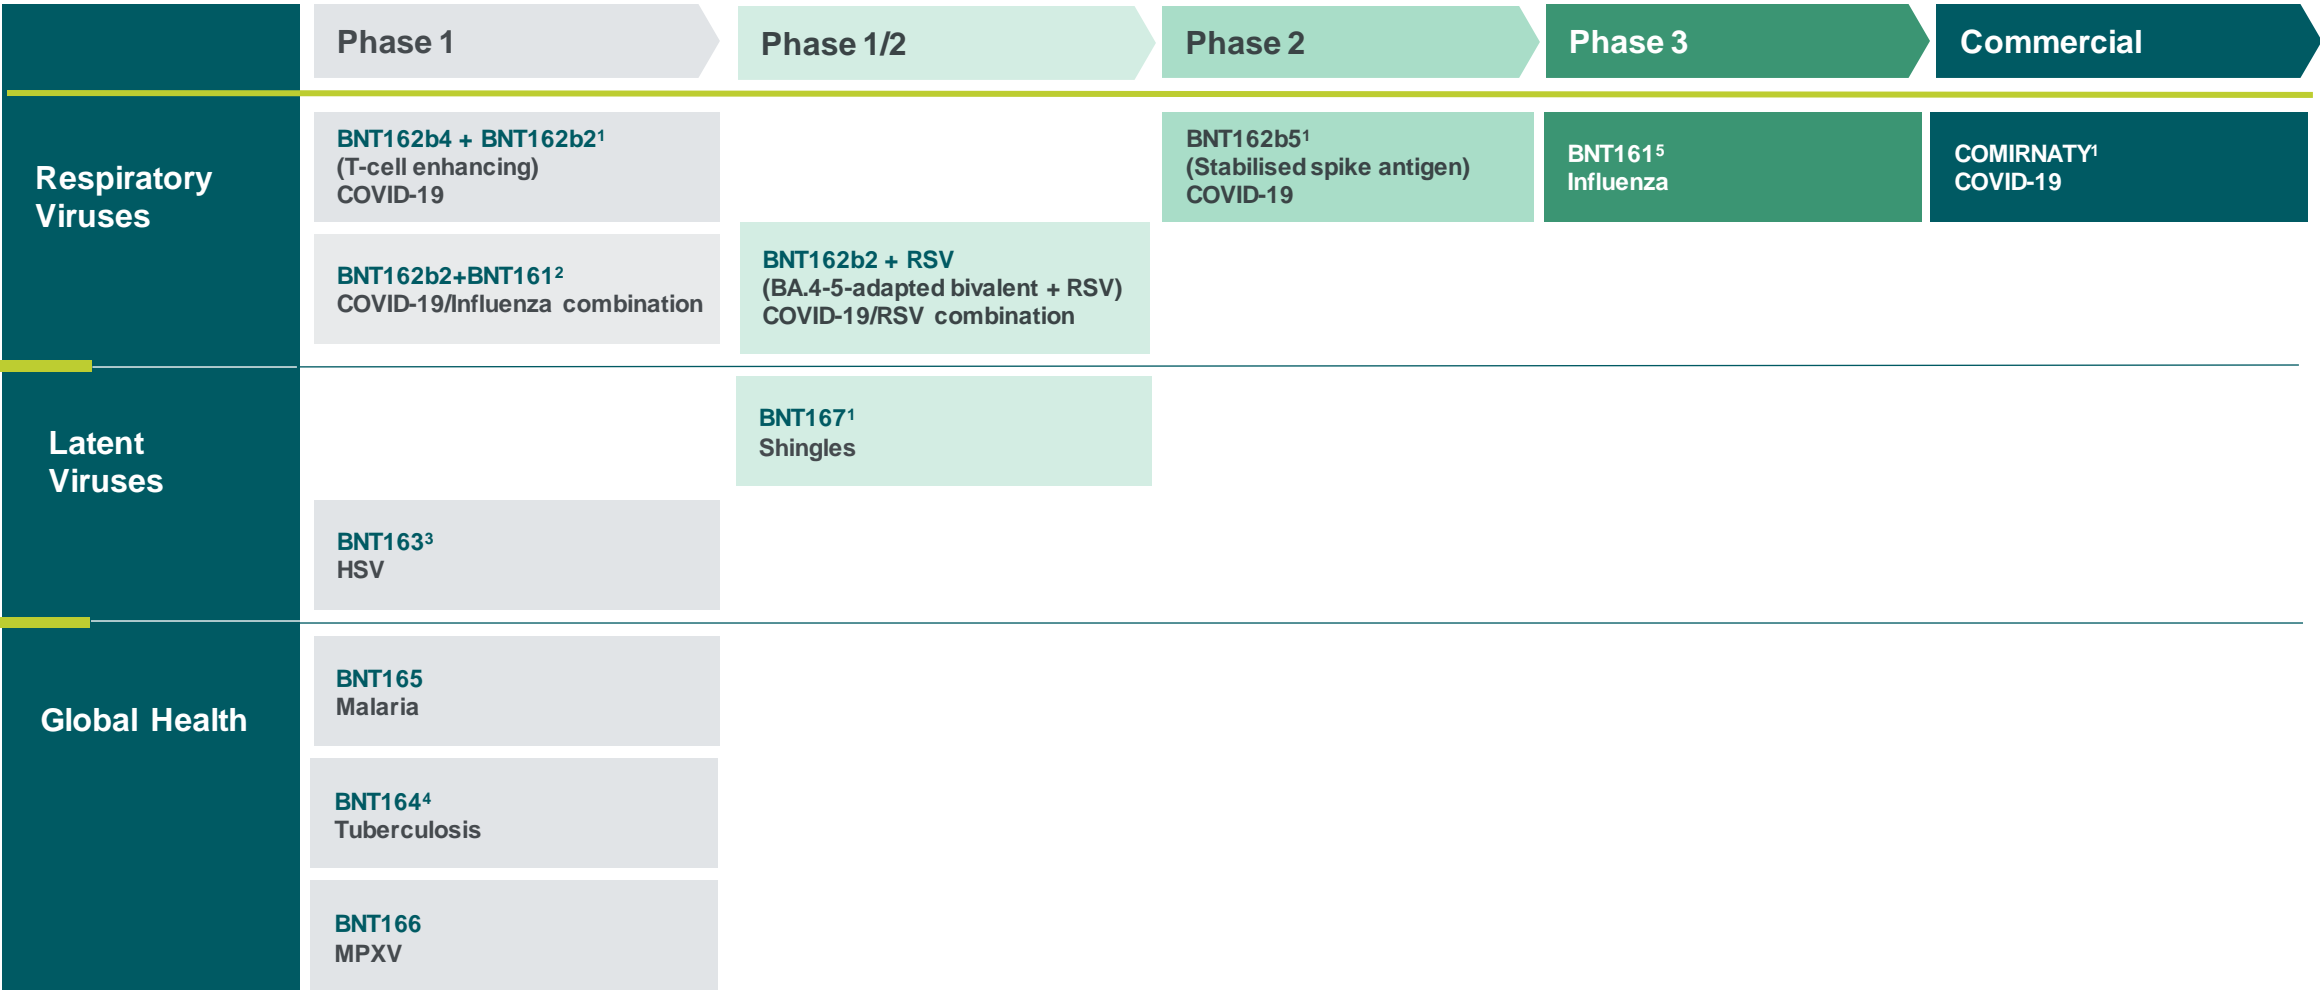 Phase 1
Phase 1/2
Phase 2
Phase 3
Commercial
Respiratory
Viruses
BNT162b4 + BNT162b2¹
(T-cell enhancing)
COVID-19
BNT162b2+BNT161²
COVID-19/Influenza combination
BNT162b2 + RSV
(BA.4-5-adapted bivalent + RSV)
COVID-19/RSV combination
BNT162b5¹
(Stabilised spike antigen)
COVID-19
BNT161⁵
Influenza
COMIRNATY¹
COVID-19
Latent
Viruses
BNT167¹
Shingles
BNT163³
HSV
Global Health
BNT165
Malaria
BNT164⁴
Tuberculosis
BNT166
MPXV